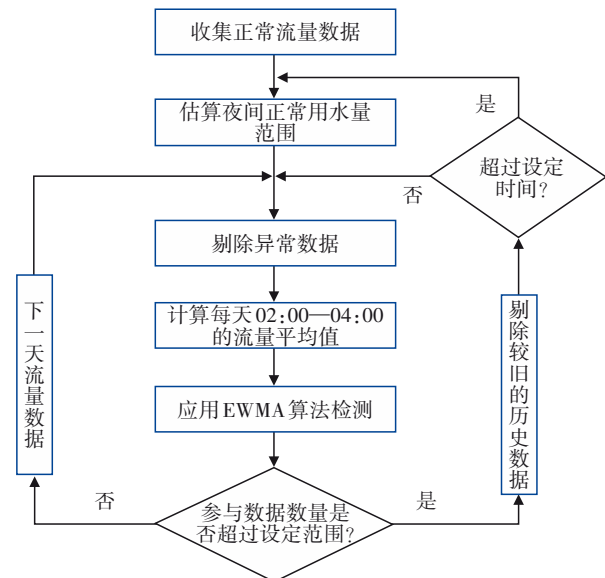 收集正常流量数据
是
估算夜间正常用水量
范围
超过设定
时间?
否
剔除异常数据
下一天流量数据
计算每天02:00—04:00
的流量平均值
剔除较旧的历史数据
应用EWMA算法检测
否
参与数据数量是
否超过设定范围?
是